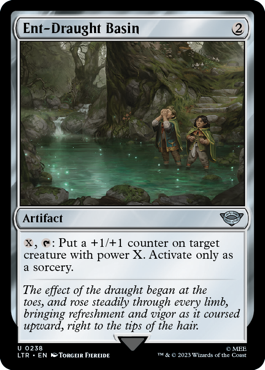 Ent-Draught Basin 2
Artifact
X, T: Put a +1/+1 counter on target
creature with power X. Activate only as
a sorcery.
The effect of the draught began at the
toes, and rose steadily through every limb,
bringing refreshment and vigor as it coursed
upward, right to the tips of the hair.
U 0238
LTR • EN Torgeir Fjereide
© MEE
™ & © 2023 Wizards of the Coast